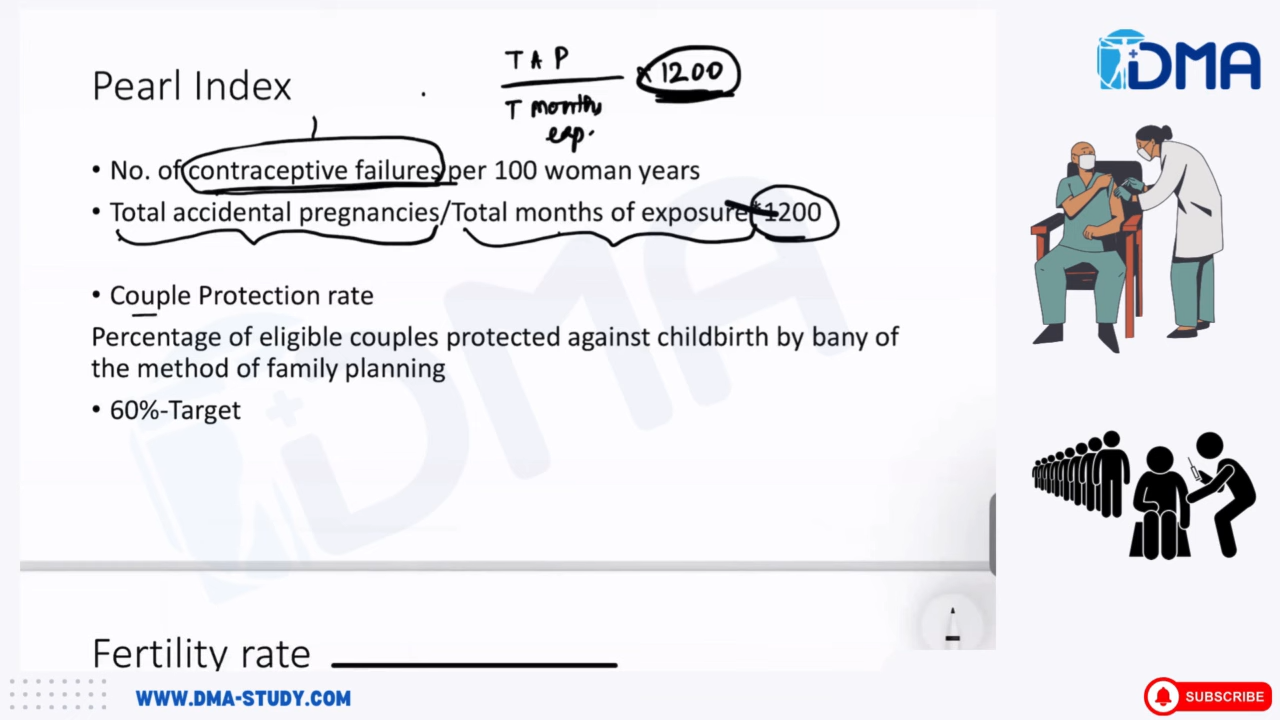 T A P
× 1200
T months
exp.
DMA
Pearl Index
• No. of contraceptive failures per 100 woman years
• Total accidental pregnancies/Total months of exposure*1200
• Couple Protection rate
Percentage of eligible couples protected against childbirth by bany of
the method of family planning
• 60%-Target
DMA
Fertility rate
WWW.DMA-STUDY.COM
SUBSCRIBE